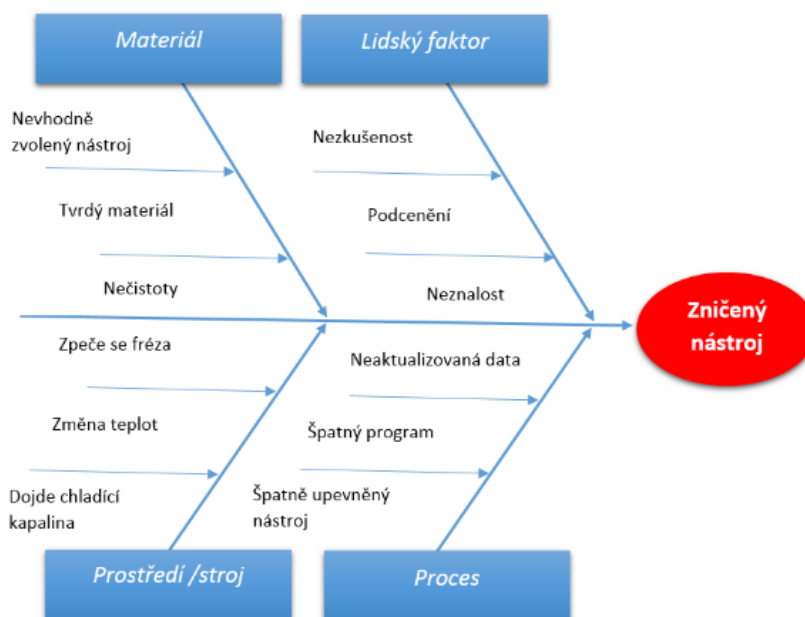 Materiál
Lidský faktor
Nevhodně
zvolený nástroj
Nezkušenost
Tvrdý materiál
Podcenění
Nečistoty
Neznalost
Zničený
nástroj
Zpeče se fréza
Neaktualizovaná data
Změna teplot
Špatný program
Dojde chladící
kapalina
Špatně upevněný
nástroj
Prostředí /stroj
Proces